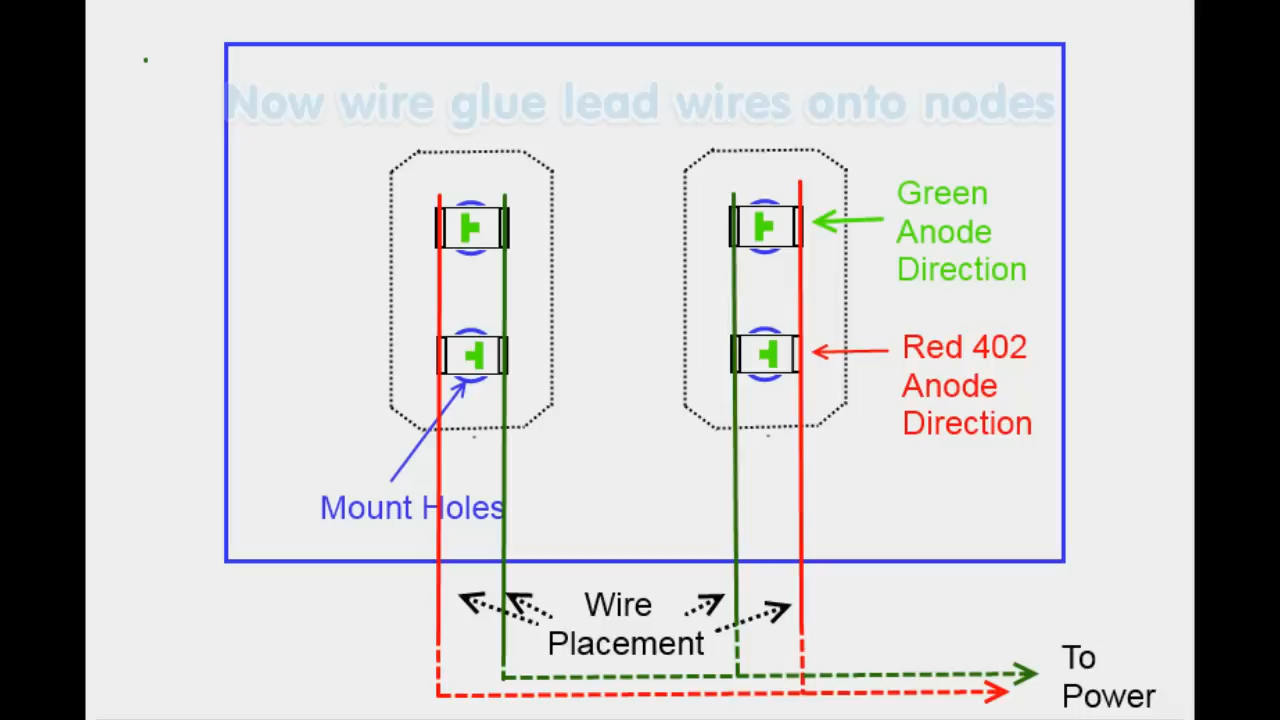 Now wire glue lead wires onto nodes
Green
Anode
Direction
Red 402
Anode
Direction
Mount Holes
Wire
Placement
To
Power